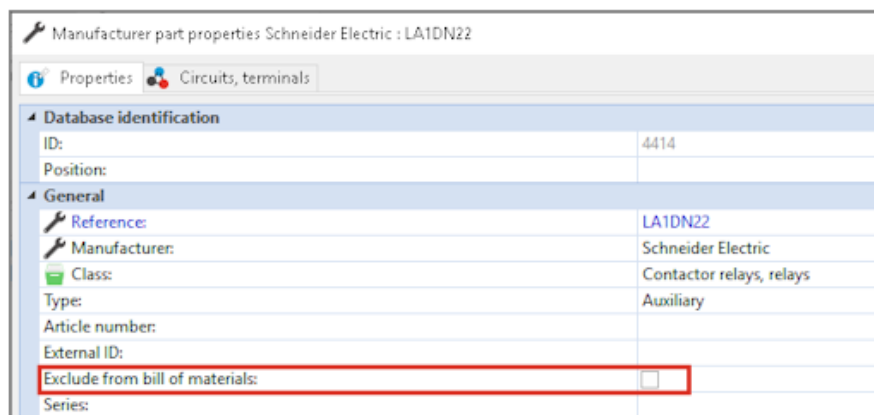 Manufacturer part properties Schneider Electric : LA1DN22
Properties Circuits, terminals
Database identification
ID: 4414
Position:
General
Reference: LA1DN22
Manufacturer: Schneider Electric
Class: Contactor relays, relays
Type: Auxiliary
Article number:
External ID:
Exclude from bill of materials:
Series: